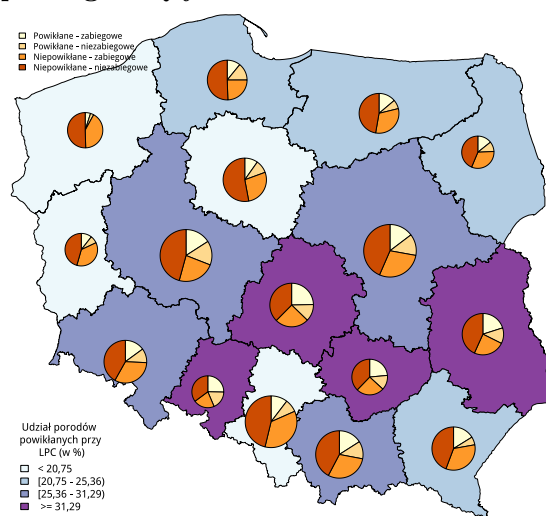 Powikłane - zabiegowe
Powikłane - niezabiegowe
Niepowikłane - zabiegowe
Niepowikłane - niezabiegowe
Udział porodów
powikłanych przy
LPC (w %)
< 20,75
[20,75 - 25,36)
[25,36 - 31,29)
>= 31,29